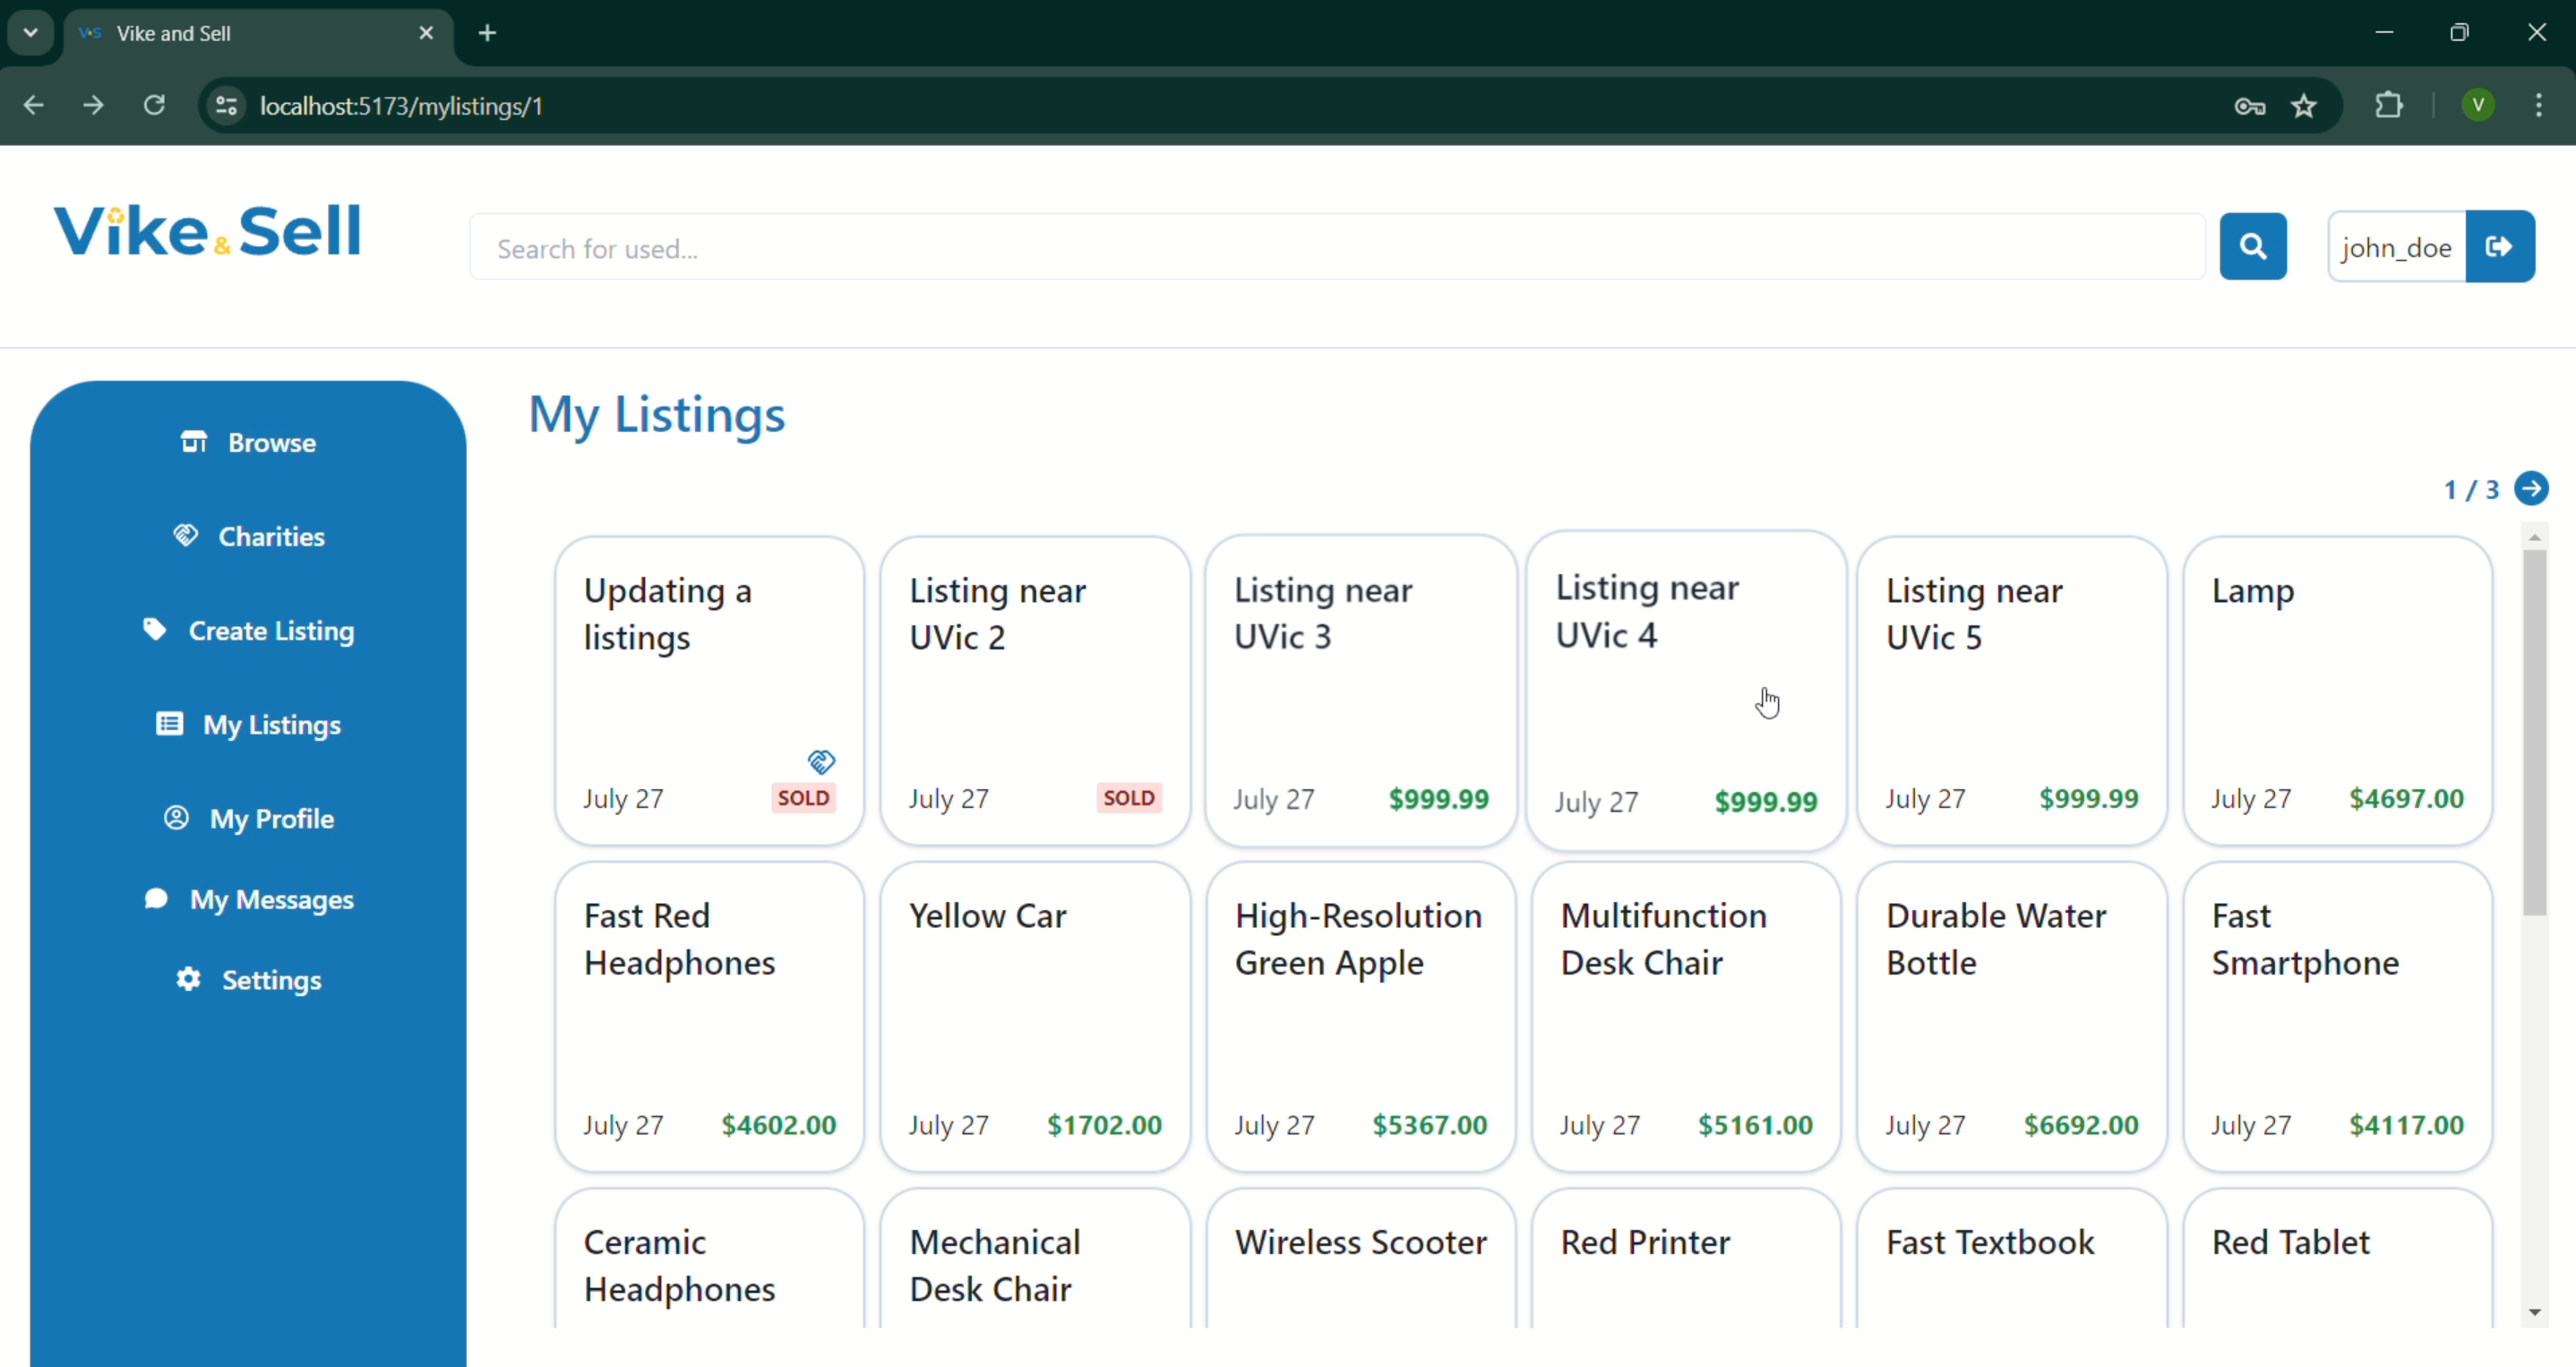 Vike and Sell
localhost:5173/mylistings/1
V
Vike & Sell
Search for used...
john_doe
Browse
Charities
Create Listing
My Listings
My Profile
My Messages
Settings
My Listings
1 / 3
Updating a
listings
July 27
SOLD
Listing near
UVic 2
July 27
SOLD
Listing near
UVic 3
July 27
$999.99
Listing near
UVic 4
July 27
$999.99
Listing near
UVic 5
July 27
$999.99
Lamp
July 27
$4697.00
Fast Red
Headphones
July 27
$4602.00
Yellow Car
July 27
$1702.00
High-Resolution
Green Apple
July 27
$5367.00
Multifunction
Desk Chair
July 27
$5161.00
Durable Water
Bottle
July 27
$6692.00
Fast
Smartphone
July 27
$4117.00
Ceramic
Headphones
Mechanical
Desk Chair
Wireless Scooter
Red Printer
Fast Textbook
Red Tablet